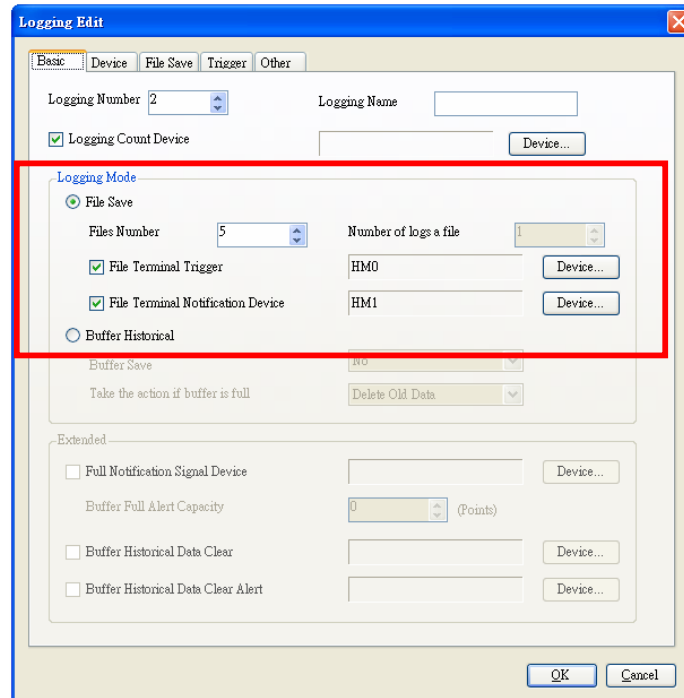 Logging Edit
Basic Device File Save Trigger Other
Logging Number 2 Logging Name
Logging Count Device Device...
Logging Mode
File Save
Files Number 5 Number of logs a file 1
File Terminal Trigger HM0 Device...
File Terminal Notification Device HM1 Device...
Buffer Historical
Buffer Save No
Take the action if buffer is full Delete Old Data
Extended
Full Notification Signal Device Device...
Buffer Full Alert Capacity 0 (Points)
Buffer Historical Data Clear Device...
Buffer Historical Data Clear Alert Device...
OK Cancel